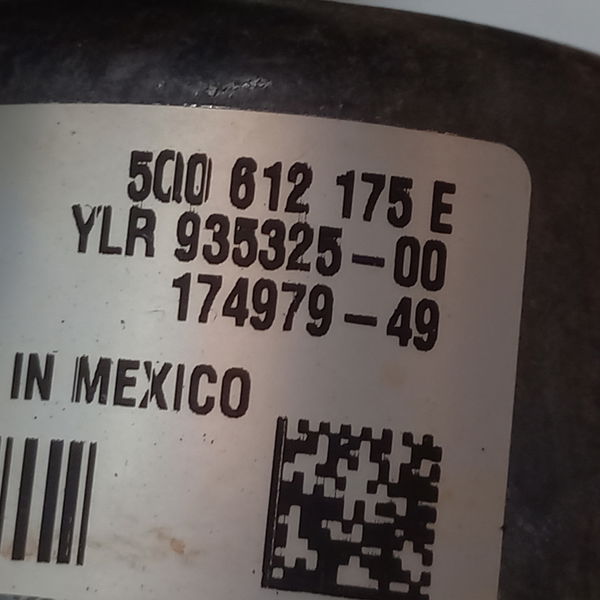 5Q0 612 175 E
YLR 935325-00
174979-49
IN MEXICO